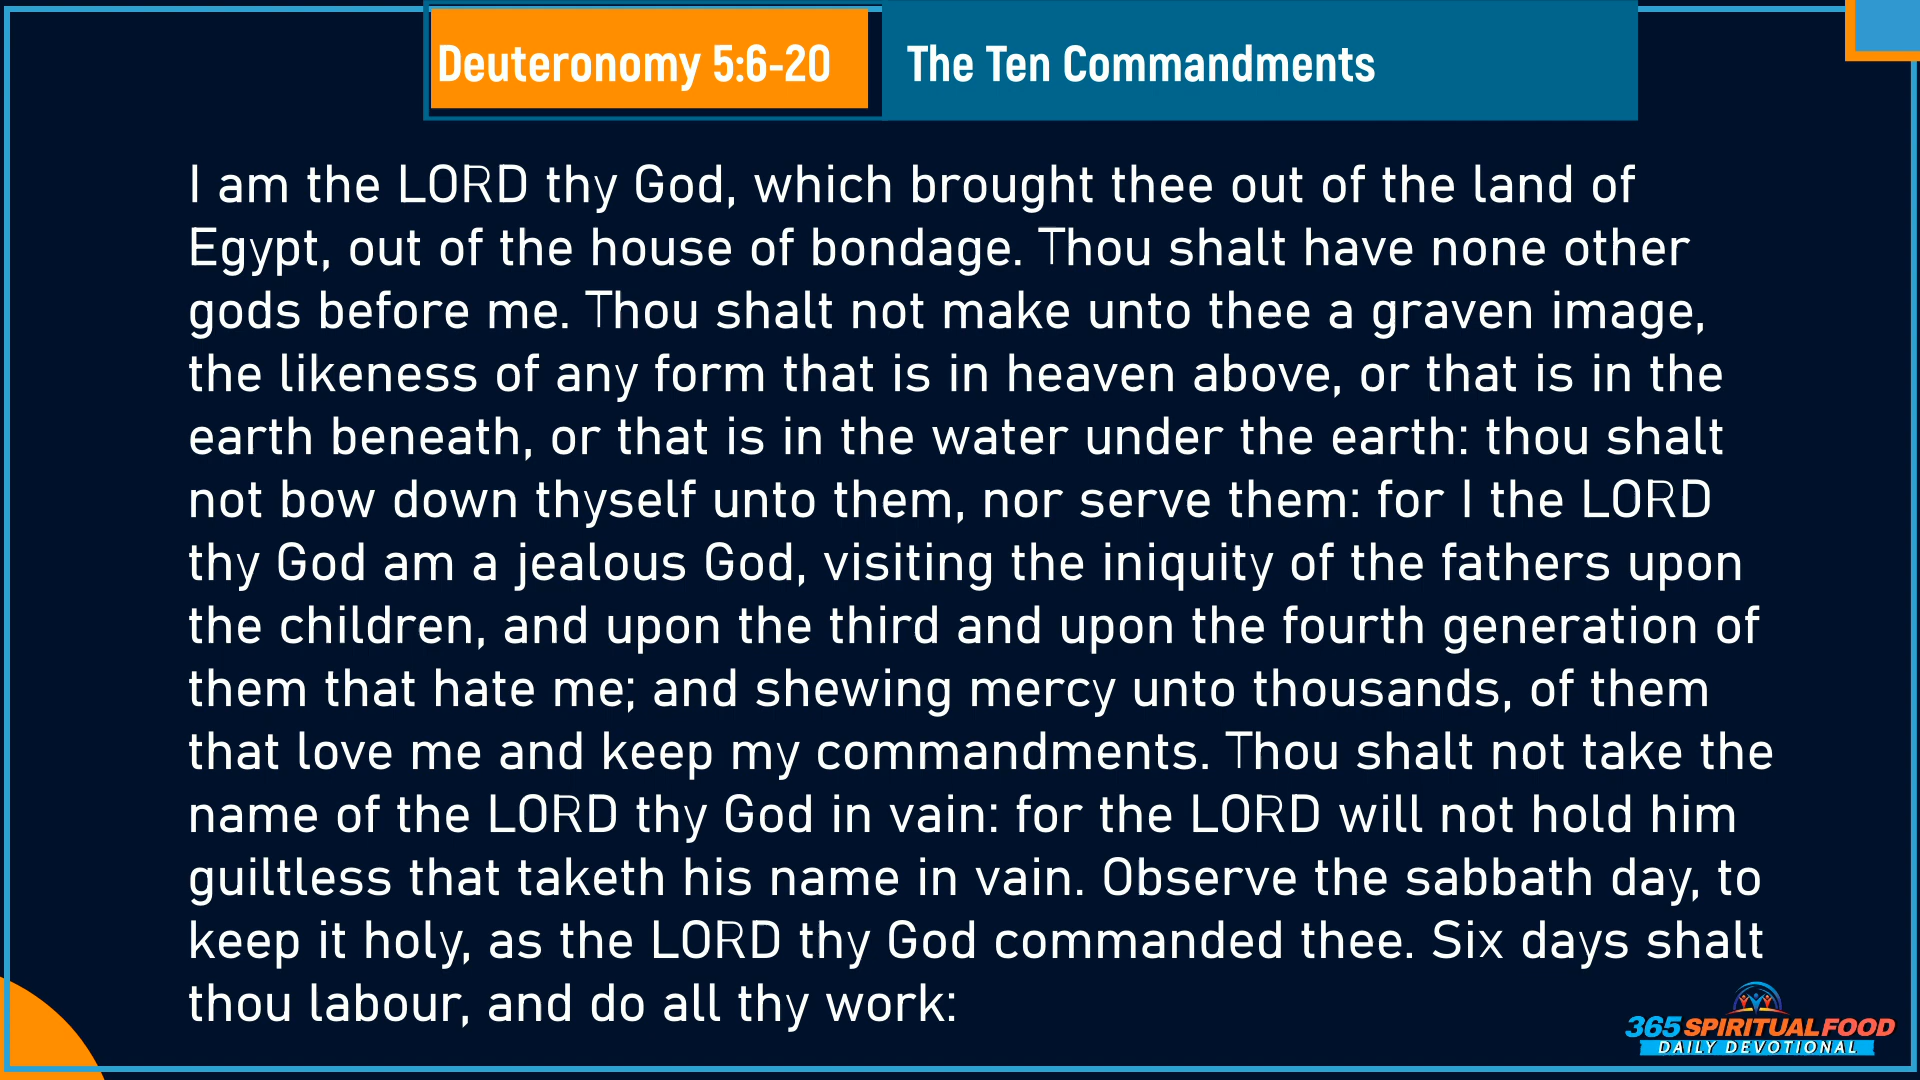 Deuteronomy 5:6-20
The Ten Commandments
I am the LORD thy God, which brought thee out of the land of
Egypt, out of the house of bondage. Thou shalt have none other
gods before me. Thou shalt not make unto thee a graven image,
the likeness of any form that is in heaven above, or that is in the
earth beneath, or that is in the water under the earth: thou shalt
not bow down thyself unto them, nor serve them: for I the LORD
thy God am a jealous God, visiting the iniquity of the fathers upon
the children, and upon the third and upon the fourth generation of
them that hate me; and shewing mercy unto thousands, of them
that love me and keep my commandments. Thou shalt not take the
name of the LORD thy God in vain: for the LORD will not hold him
guiltless that taketh his name in vain. Observe the sabbath day, to
keep it holy, as the LORD thy God commanded thee. Six days shalt
thou labour, and do all thy work:
365 SPIRITUAL FOOD
DAILY DEVOTIONAL